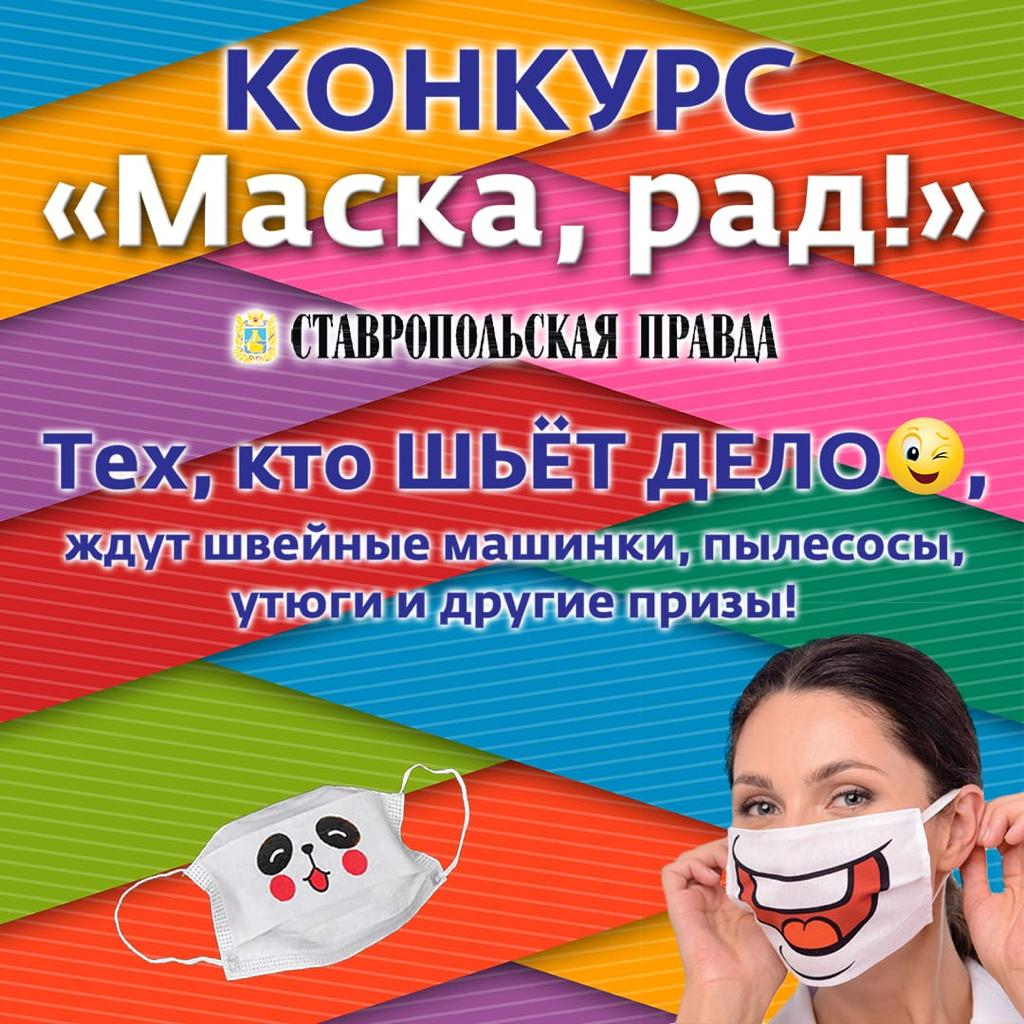 КОНКУРС
«Маска, рад!»
СТАВРОПОЛЬСКАЯ ПРАВДА
Тех, кто ШЬЁТ ДЕЛО😉,
ждут швейные машинки, пылесосы,
утюги и другие призы!